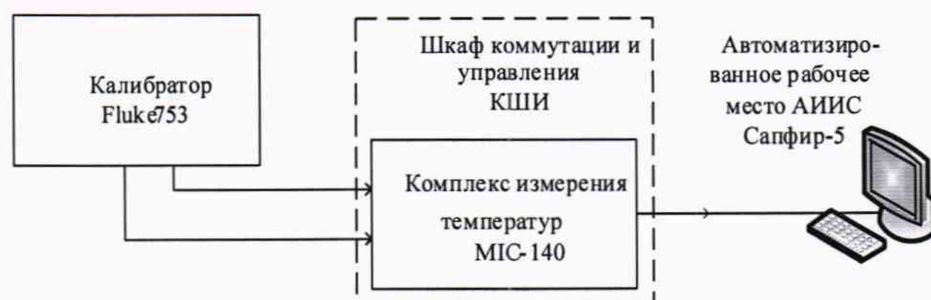 Калибратор
Fluke753
Шкаф коммутации и
управления
КШИ
Комплекс измерения
температур
MIC-140
Автоматизиро-
ванное рабочее
место АИИС
Сапфир-5